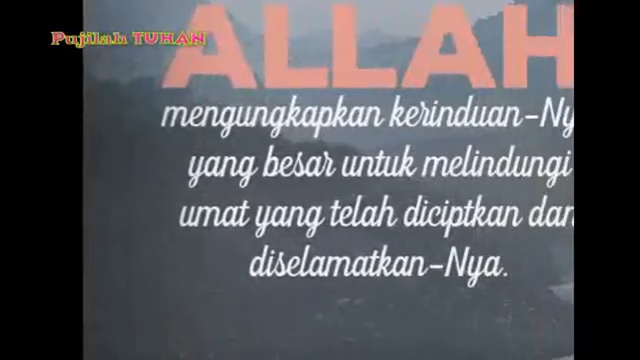 Pujilah TUHAN
ALLAH
mengungkapkan kerinduan-Ny
yang besar untuk melindungi
umat yang telah diciptkan dan
diselamatkan-Nya.